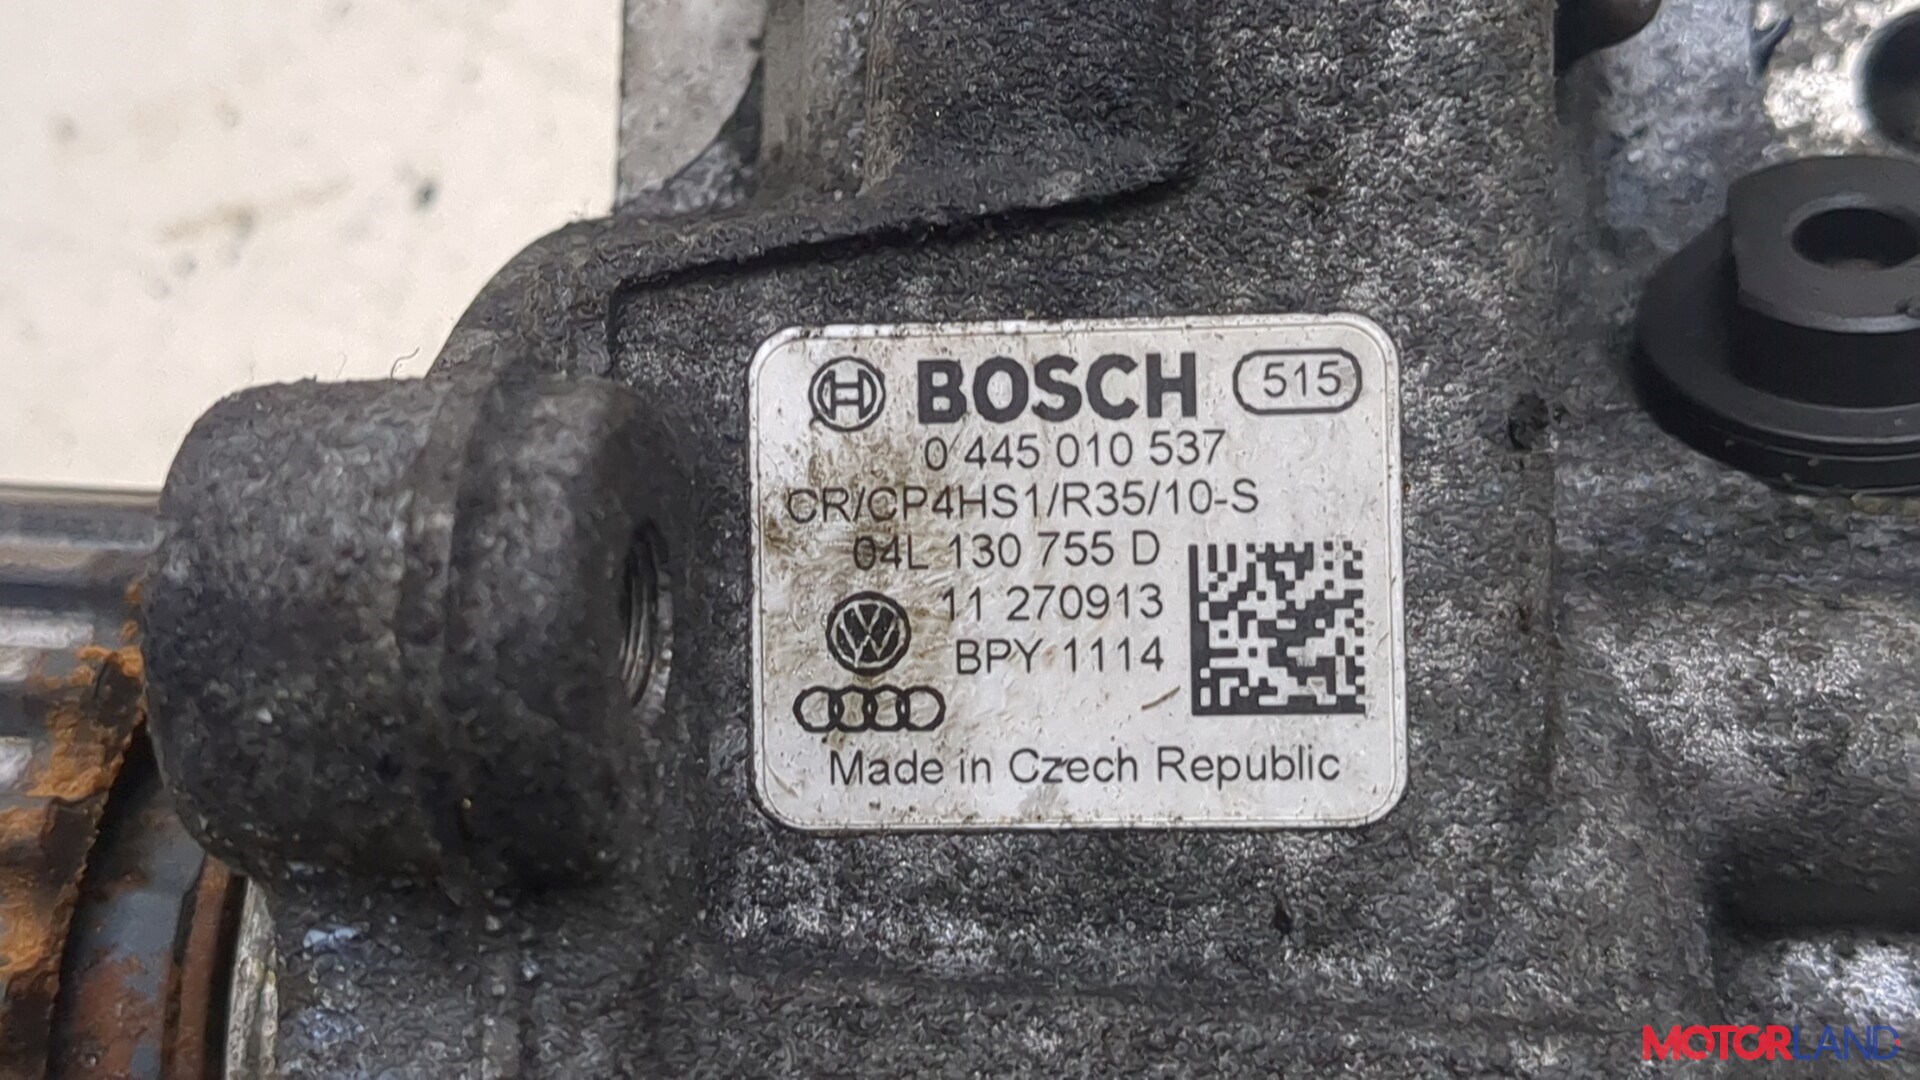 BOSCH 515
0 445 010 537
CR/CP4HS1/R35/10-S
04L 130 755 D
11 270913
BPY 1114
Made in Czech Republic
MOTORLAND